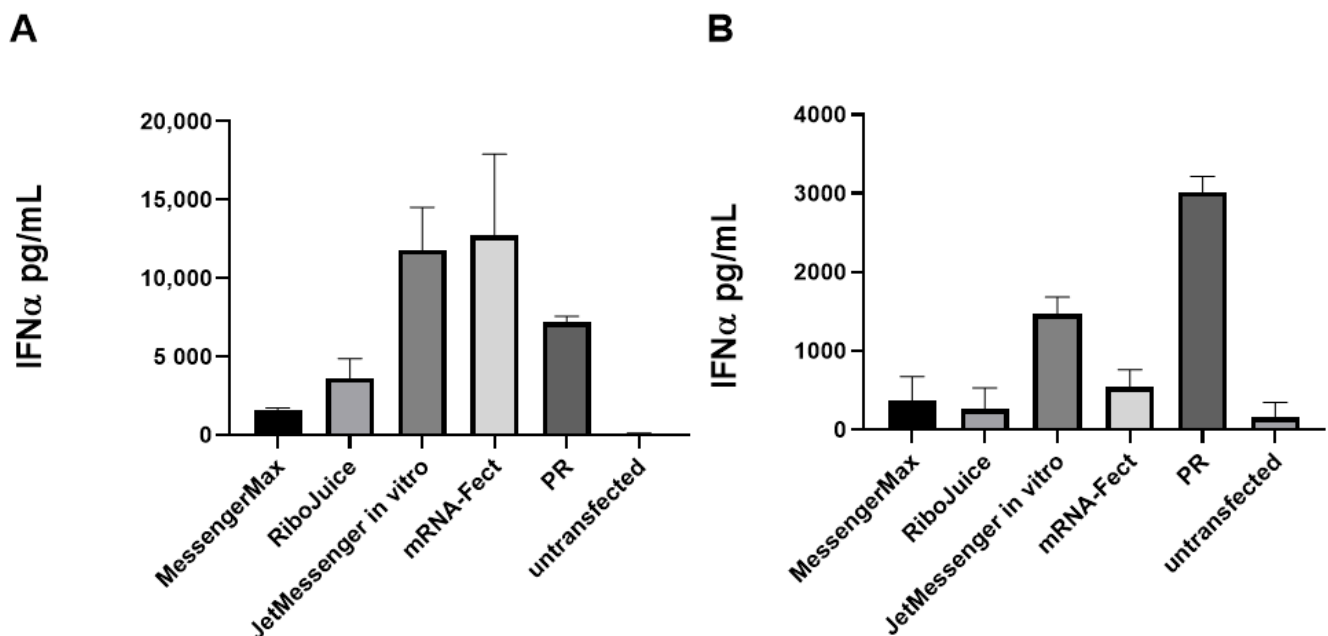 A
IFNα pg/mL
20,000
15,000
10,000
5 000
0
MessengerMax
RiboJuice
JetMessenger in vitro
mRNA-Fect
PR
untransfected
B
IFNα pg/mL
4000
3000
2000
1000
0
MessengerMax
RiboJuice
JetMessenger in vitro
mRNA-Fect
PR
untransfected